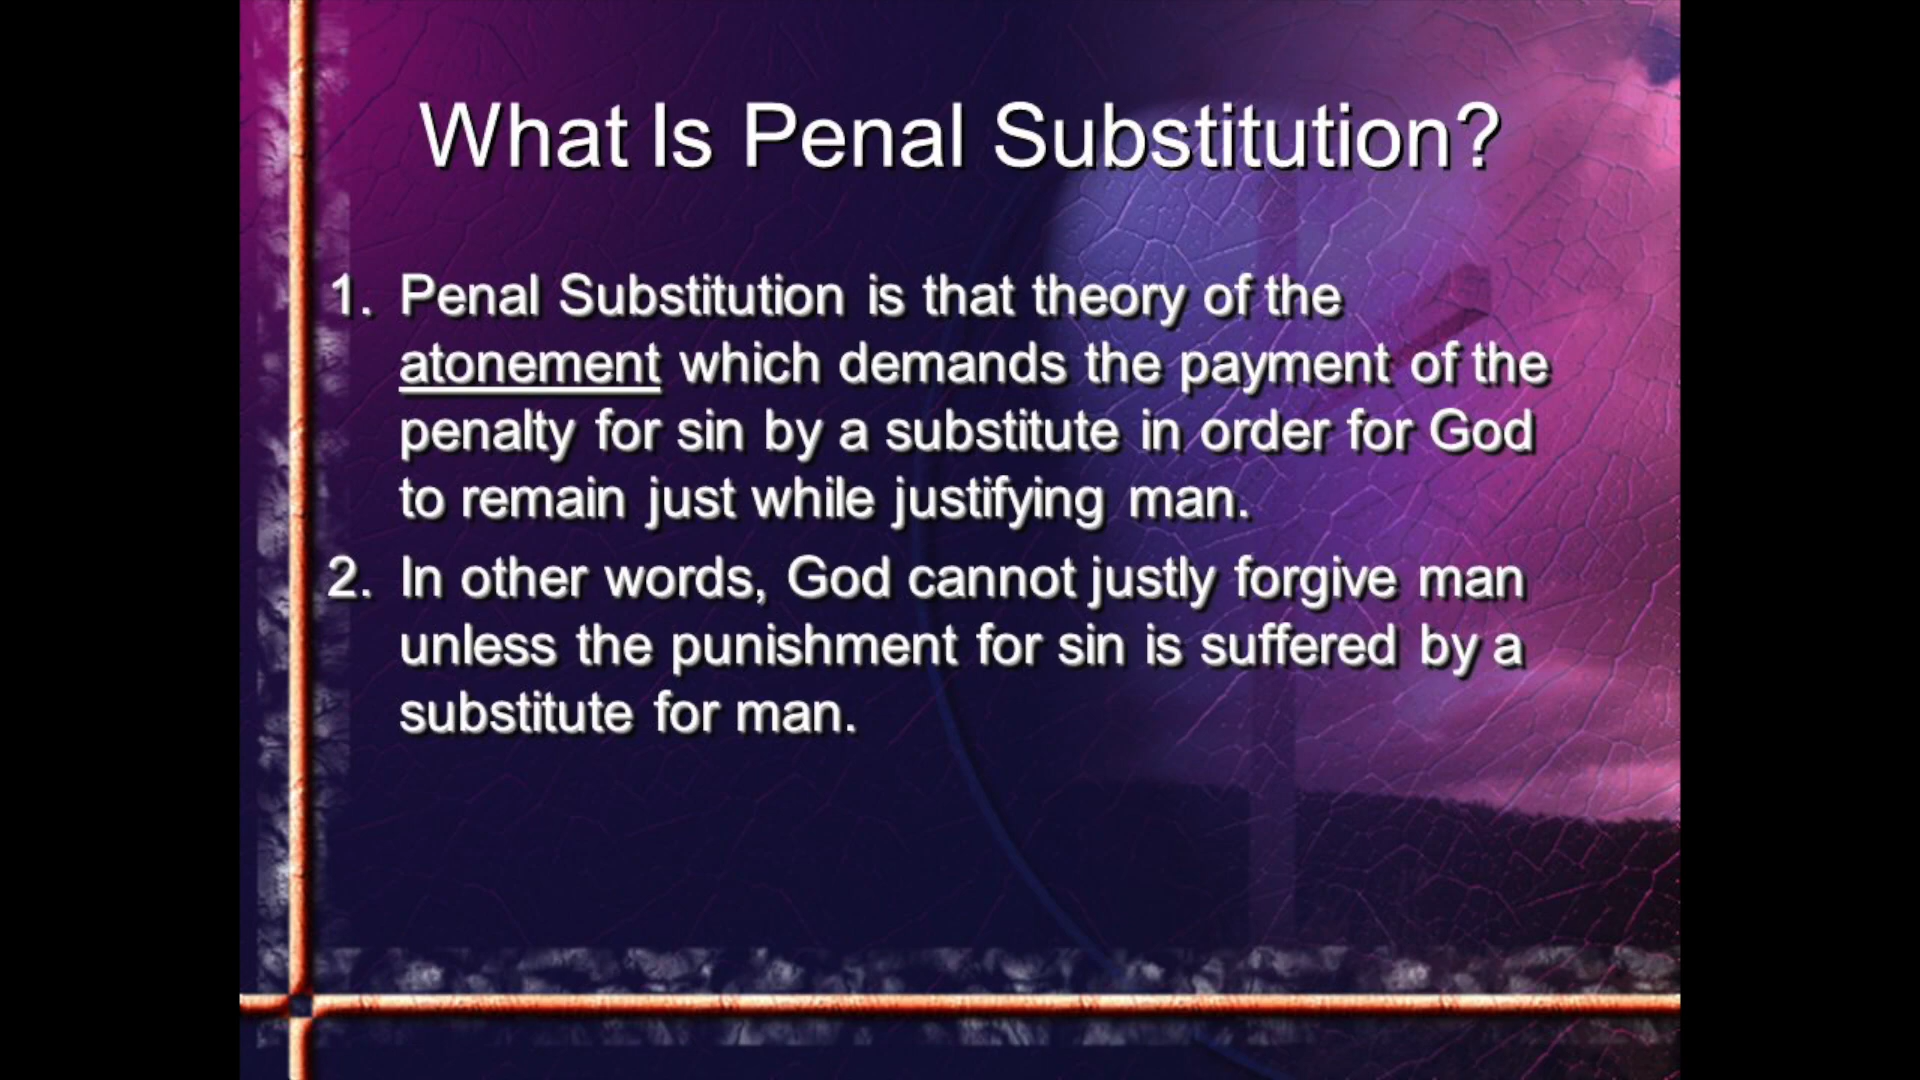 What Is Penal Substitution?
1. Penal Substitution is that theory of the
atonement which demands the payment of the
penalty for sin by a substitute in order for God
to remain just while justifying man.
2. In other words, God cannot justly forgive man
unless the punishment for sin is suffered by a
substitute for man.